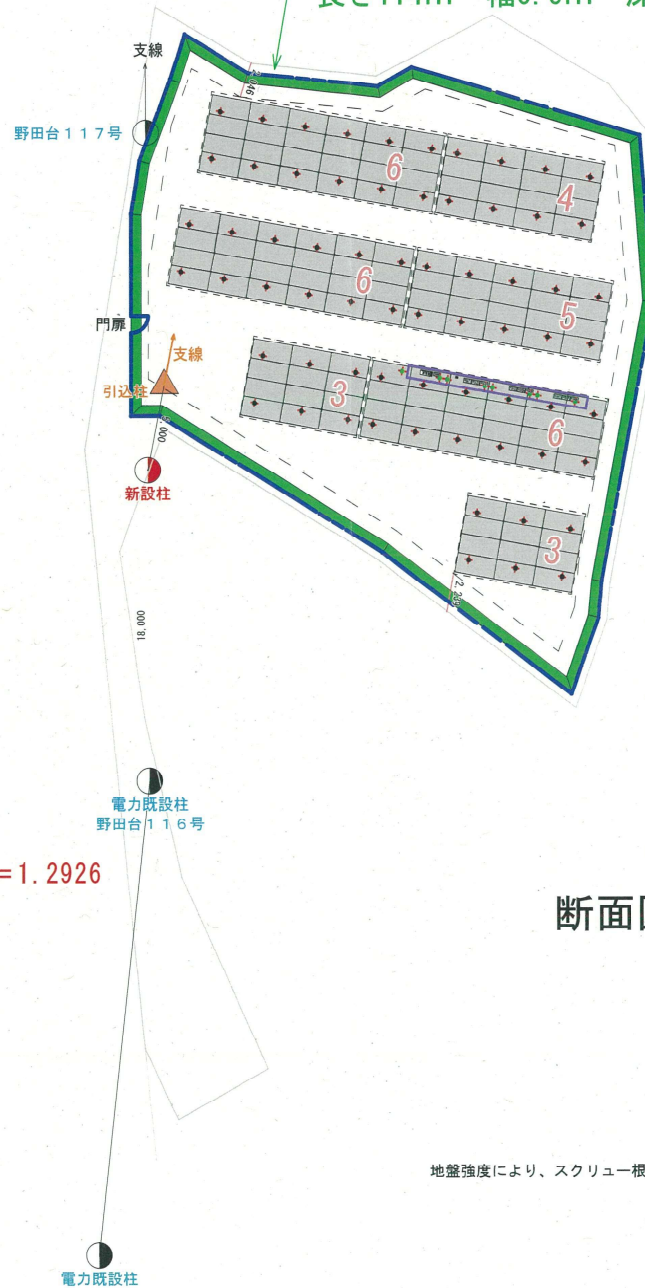 支線
野田台117号
2,046
6
4
6
5
門扉
支線
引込柱
3
6
新設柱
3
18,000
電力既設柱
野田台116号
=1.2926
断面図
地盤強度により、スクリュー根
電力既設柱